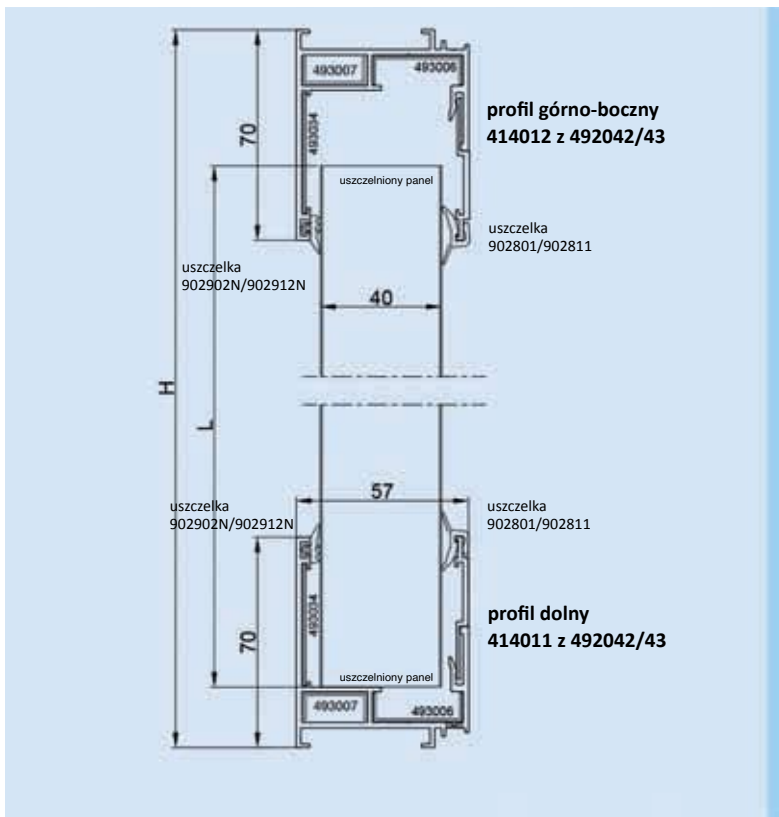 493007
493006
70
493034
profil górno-boczny
414012 z 492042/43
uszczelniony panel
uszczelka
902801/902811
uszczelka
902902N/902912N
40
H
L
57
uszczelka
902902N/902912N
uszczelka
902801/902811
70
493034
profil dolny
414011 z 492042/43
uszczelniony panel
493007
493006